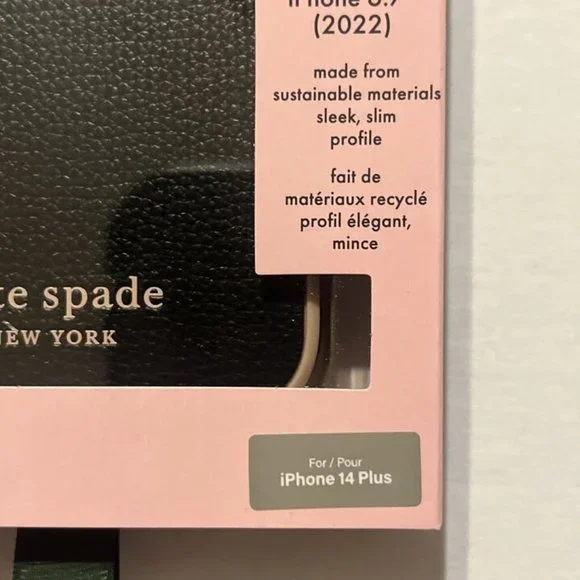 (2022)
made from
sustainable materials
sleek, slim
profile
fait de
matériaux recyclé
profil élégant,
mince
spade
NEW YORK
For / Pour
iPhone 14 Plus